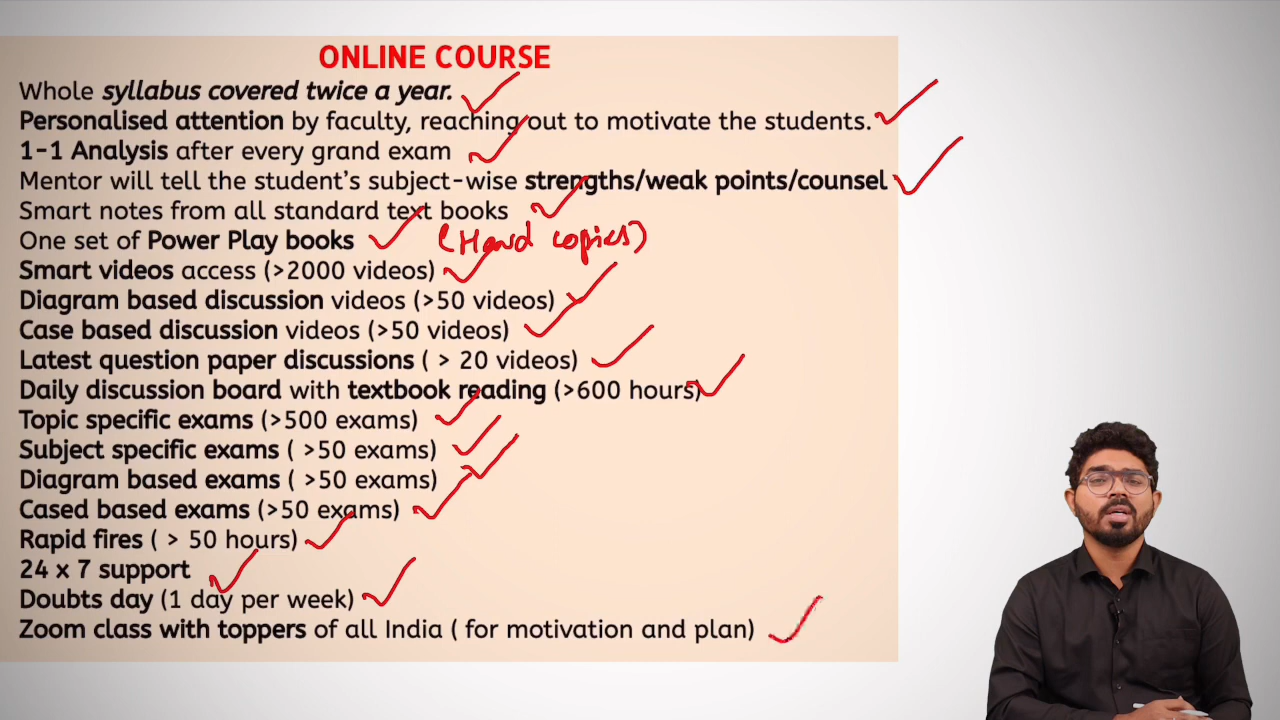 ONLINE COURSE
Whole syllabus covered twice a year.
Personalised attention by faculty, reaching out to motivate the students.
1-1 Analysis after every grand exam
Mentor will tell the student's subject-wise strengths/weak points/counsel
Smart notes from all standard text books
One set of Power Play books (Hard copies)
Smart videos access (>2000 videos)
Diagram based discussion videos (>50 videos)
Case based discussion videos (>50 videos)
Latest question paper discussions ( > 20 videos)
Daily discussion board with textbook reading (>600 hours)
Topic specific exams (>500 exams)
Subject specific exams ( >50 exams)
Diagram based exams ( >50 exams)
Cased based exams (>50 exams)
Rapid fires ( > 50 hours)
24 x 7 support
Doubts day (1 day per week)
Zoom class with toppers of all India ( for motivation and plan)